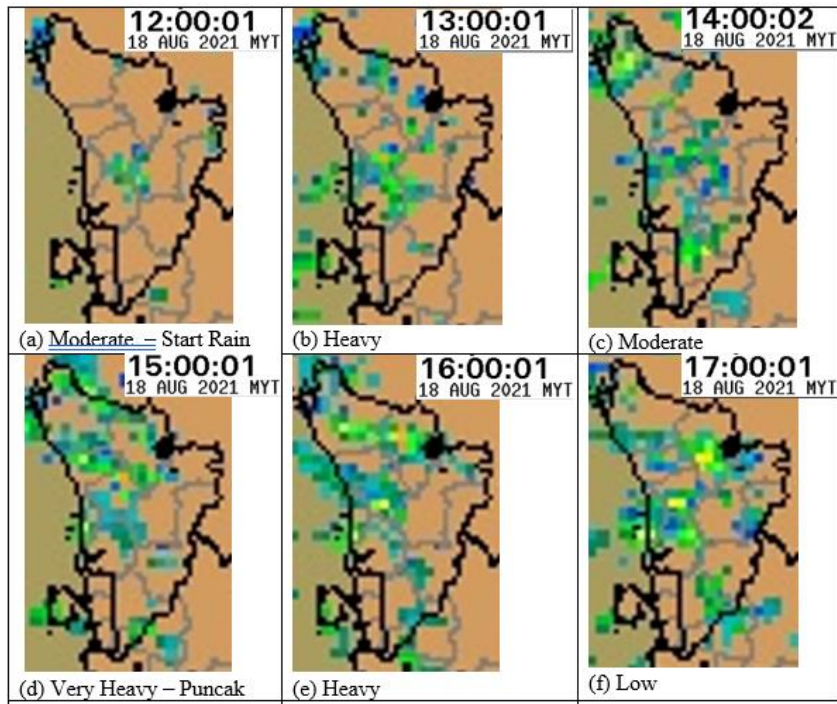 12:00:01
18 AUG 2021 MYT
13:00:01
18 AUG 2021 MYT
14:00:02
18 AUG 2021 MYT
(a) Moderate – Start Rain
(b) Heavy
(c) Moderate
15:00:01
18 AUG 2021 MYT
16:00:01
18 AUG 2021 MYT
17:00:01
18 AUG 2021 MYT
(d) Very Heavy – Puncak
(e) Heavy
(f) Low